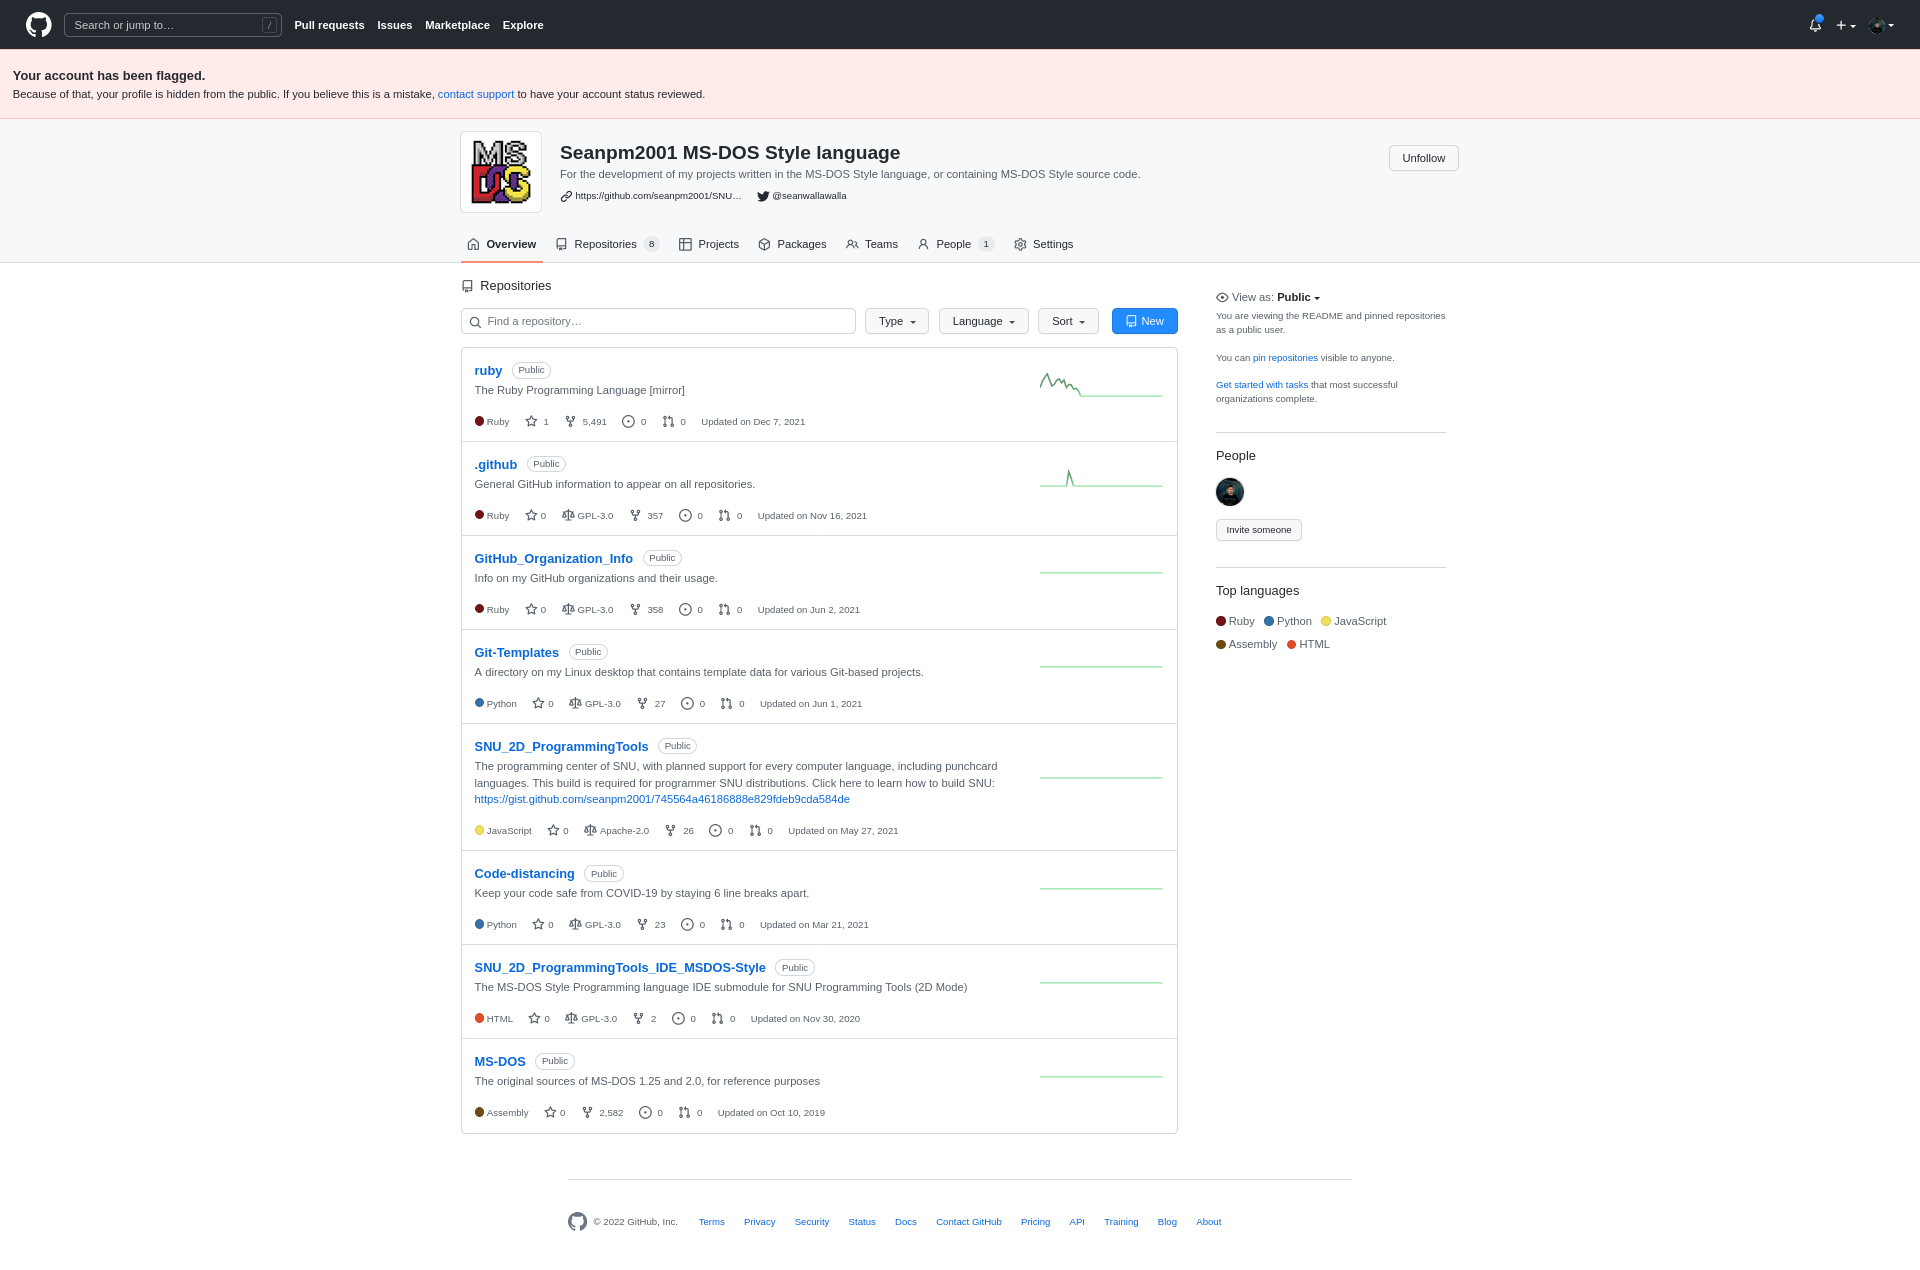 Search or jump to… /
Pull requests Issues Marketplace Explore
Your account has been flagged.
Because of that, your profile is hidden from the public. If you believe this is a mistake, contact support to have your account status reviewed.
MS
DOS
Seanpm2001 MS-DOS Style language
For the development of my projects written in the MS-DOS Style language, or containing MS-DOS Style source code.
https://github.com/seanpm2001/SNU… @seanwallawalla
Unfollow
Overview Repositories 8 Projects Packages Teams People 1 Settings
Repositories
Find a repository… Type Language Sort New
ruby Public
The Ruby Programming Language [mirror]
Ruby 1 5,491 0 0 Updated on Dec 7, 2021
.github Public
General GitHub information to appear on all repositories.
Ruby 0 GPL-3.0 357 0 0 Updated on Nov 16, 2021
GitHub_Organization_Info Public
Info on my GitHub organizations and their usage.
Ruby 0 GPL-3.0 358 0 0 Updated on Jun 2, 2021
Git-Templates Public
A directory on my Linux desktop that contains template data for various Git-based projects.
Python 0 GPL-3.0 27 0 0 Updated on Jun 1, 2021
SNU_2D_ProgrammingTools Public
The programming center of SNU, with planned support for every computer language, including punchcard
languages. This build is required for programmer SNU distributions. Click here to learn how to build SNU:
https://gist.github.com/seanpm2001/745564a46186888e829fdeb9cda584de
JavaScript 0 Apache-2.0 26 0 0 Updated on May 27, 2021
Code-distancing Public
Keep your code safe from COVID-19 by staying 6 line breaks apart.
Python 0 GPL-3.0 23 0 0 Updated on Mar 21, 2021
SNU_2D_ProgrammingTools_IDE_MSDOS-Style Public
The MS-DOS Style Programming language IDE submodule for SNU Programming Tools (2D Mode)
HTML 0 GPL-3.0 2 0 0 Updated on Nov 30, 2020
MS-DOS Public
The original sources of MS-DOS 1.25 and 2.0, for reference purposes
Assembly 0 2,582 0 0 Updated on Oct 10, 2019
View as: Public
You are viewing the README and pinned repositories
as a public user.
You can pin repositories visible to anyone.
Get started with tasks that most successful
organizations complete.
People
Invite someone
Top languages
Ruby Python JavaScript
Assembly HTML
© 2022 GitHub, Inc. Terms Privacy Security Status Docs Contact GitHub Pricing API Training Blog About